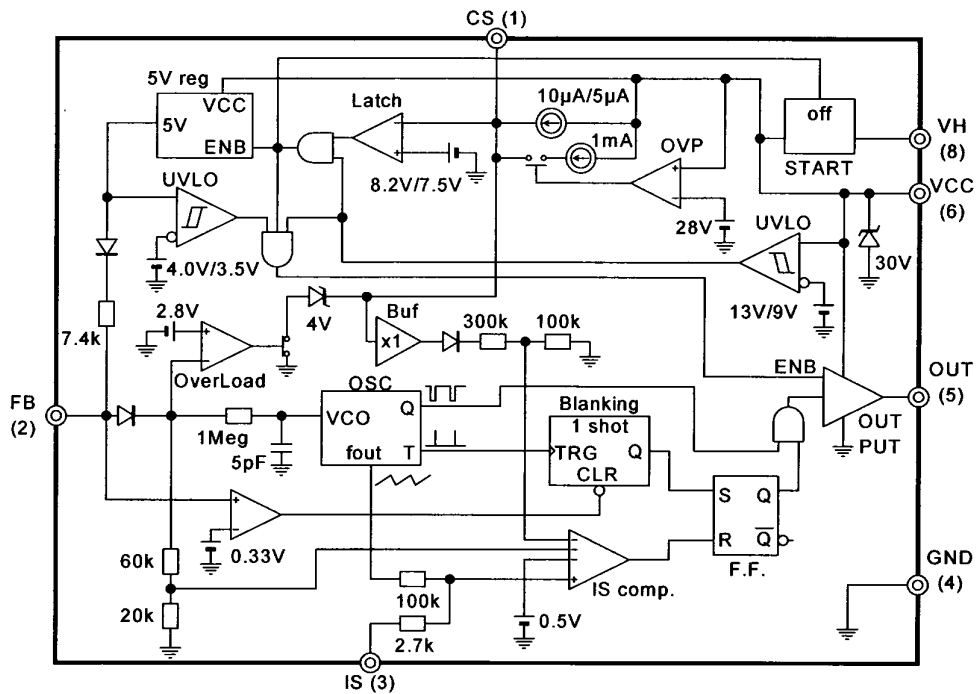 CS (1)
5V reg
VCC
5V
ENB
Latch
10μA/5μA
1mA
OVP
off
START
VH
(8)
VCC
(6)
UVLO
8.2V/7.5V
4.0V/3.5V
28V
UVLO
13V/9V
30V
7.4k
2.8V
OverLoad
4V
Buf
x1
300k
100k
ENB
OUT
PUT
OUT
(5)
FB
(2)
1Meg
5pF
OSC
VCO
Q
fout
T
Blanking
1 shot
TRG
Q
CLR
S
Q
R
Q
F.F.
0.33V
60k
20k
100k
2.7k
IS comp.
0.5V
GND
(4)
IS (3)